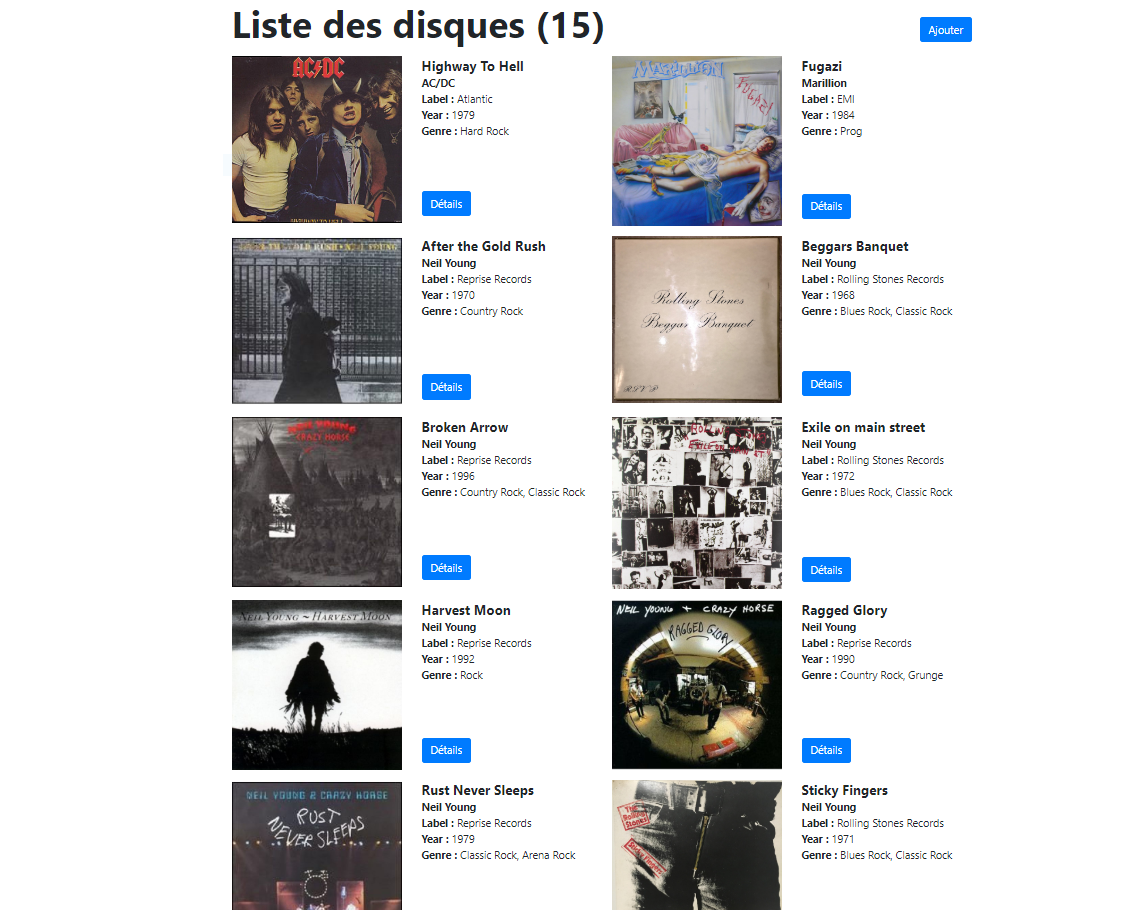 Liste des disques (15)
Ajouter
AC/DC
Highway To Hell
AC/DC
Label : Atlantic
Year : 1979
Genre : Hard Rock
Détails
MARILLION
FUGAZI
Fugazi
Marillion
Label : EMI
Year : 1984
Genre : Prog
Détails
After the Gold Rush
Neil Young
Label : Reprise Records
Year : 1970
Genre : Country Rock
Détails
Rolling Stones
Beggars Banquet
R.S.V.P.
Beggars Banquet
Neil Young
Label : Rolling Stones Records
Year : 1968
Genre : Blues Rock, Classic Rock
Détails
NEIL YOUNG
CRAZY HORSE
Broken Arrow
Neil Young
Label : Reprise Records
Year : 1996
Genre : Country Rock, Classic Rock
Détails
Exile on main street
Neil Young
Label : Rolling Stones Records
Year : 1972
Genre : Blues Rock, Classic Rock
Détails
NEIL YOUNG ~ HARVEST MOON
Harvest Moon
Neil Young
Label : Reprise Records
Year : 1992
Genre : Rock
Détails
NEIL YOUNG + CRAZY HORSE
RAGGED GLORY
Ragged Glory
Neil Young
Label : Reprise Records
Year : 1990
Genre : Country Rock, Grunge
Détails
NEIL YOUNG & CRAZY HORSE
RUST
NEVER SLEEPS
Rust Never Sleeps
Neil Young
Label : Reprise Records
Year : 1979
Genre : Classic Rock, Arena Rock
The
Rolling
Stones
Sticky Fingers
Sticky Fingers
Neil Young
Label : Rolling Stones Records
Year : 1971
Genre : Blues Rock, Classic Rock